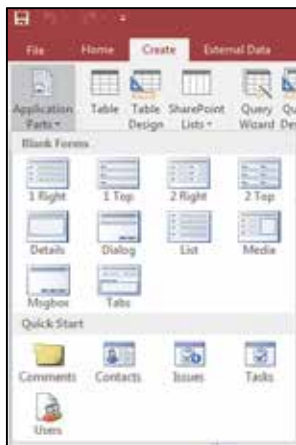 File Home Create External Data
Application Parts Table Table Design SharePoint Lists Query Wizard
Blank Forms
1 Right 1 Top 2 Right 2 Top
Details Dialog List Media
Msgbox Tabs
Quick Start
Comments Contacts Issues Tasks
Users